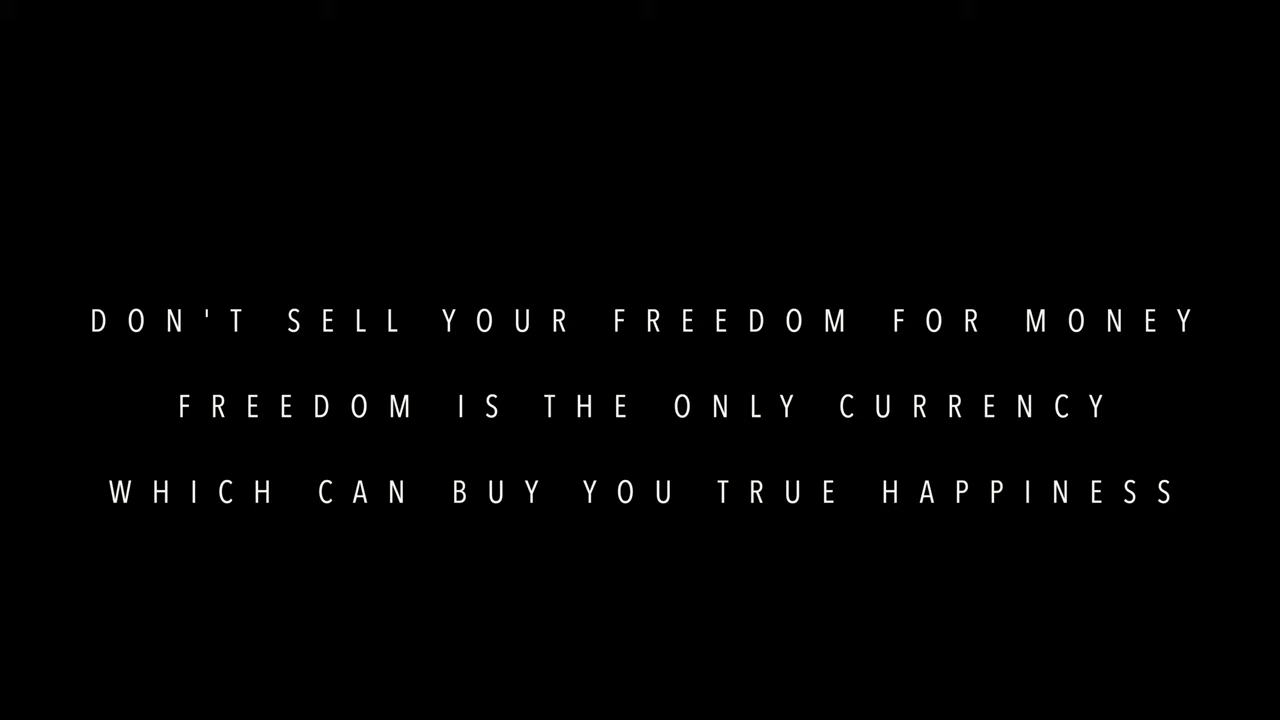 DON'T SELL YOUR FREEDOM FOR MONEY
FREEDOM IS THE ONLY CURRENCY
WHICH CAN BUY YOU TRUE HAPPINESS